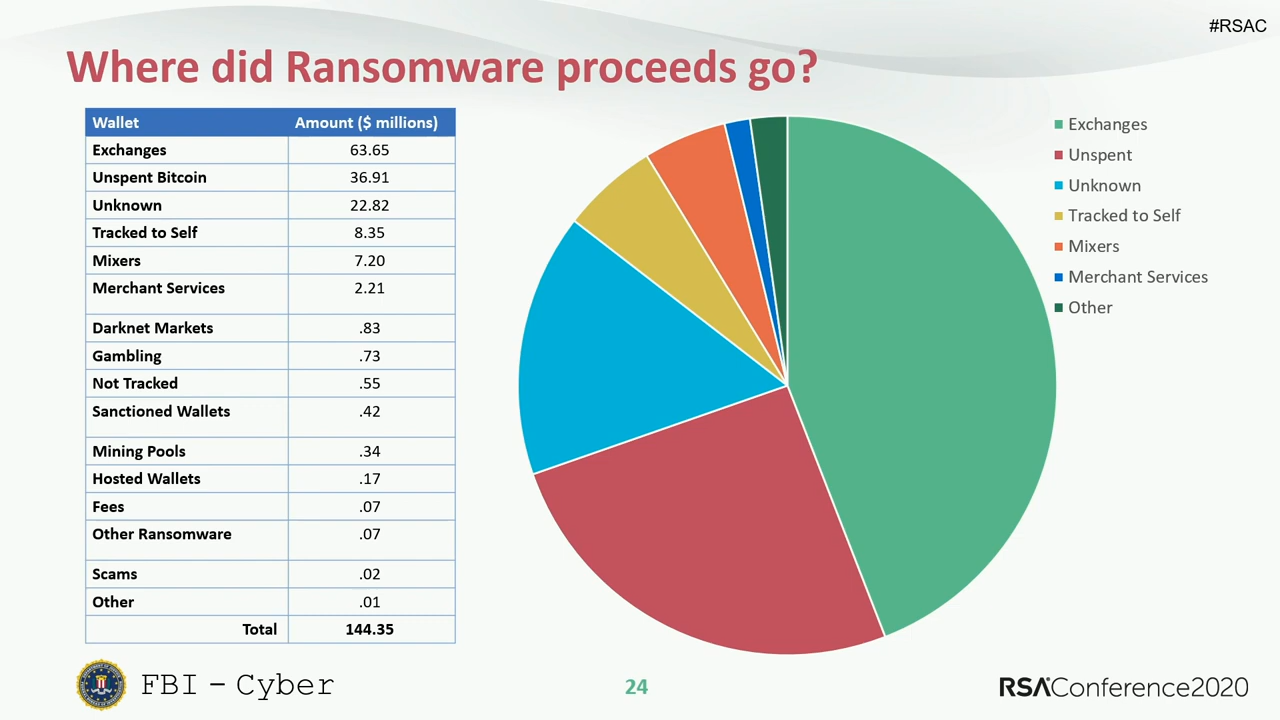 #RSAC
Where did Ransomware proceeds go?
Wallet Amount ($ millions)
Exchanges 63.65
Unspent Bitcoin 36.91
Unknown 22.82
Tracked to Self 8.35
Mixers 7.20
Merchant Services 2.21
Darknet Markets .83
Gambling .73
Not Tracked .55
Sanctioned Wallets .42
Mining Pools .34
Hosted Wallets .17
Fees .07
Other Ransomware .07
Scams .02
Other .01
Total 144.35
Exchanges
Unspent
Unknown
Tracked to Self
Mixers
Merchant Services
Other
FBI – Cyber
24
RSAConference2020